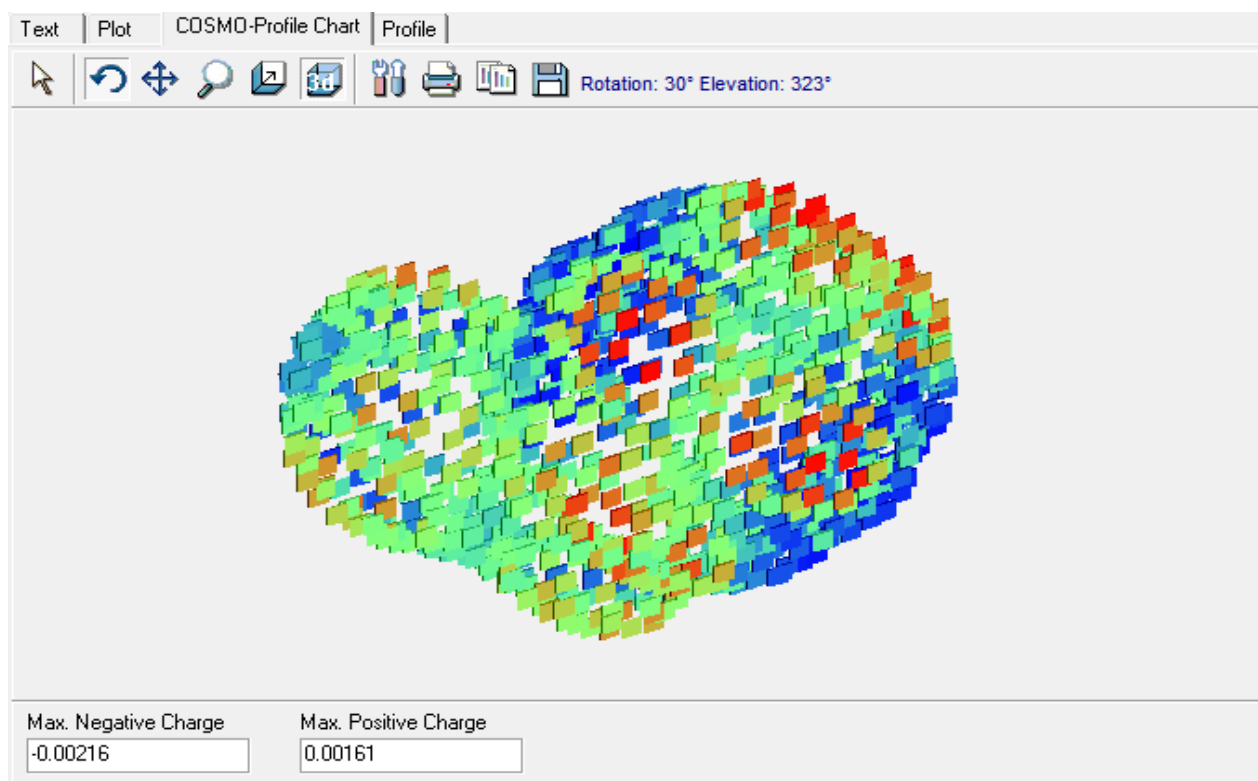 Text Plot COSMO-Profile Chart Profile
3d Rotation: 30° Elevation: 323°
Max. Negative Charge Max. Positive Charge
-0.00216 0.00161